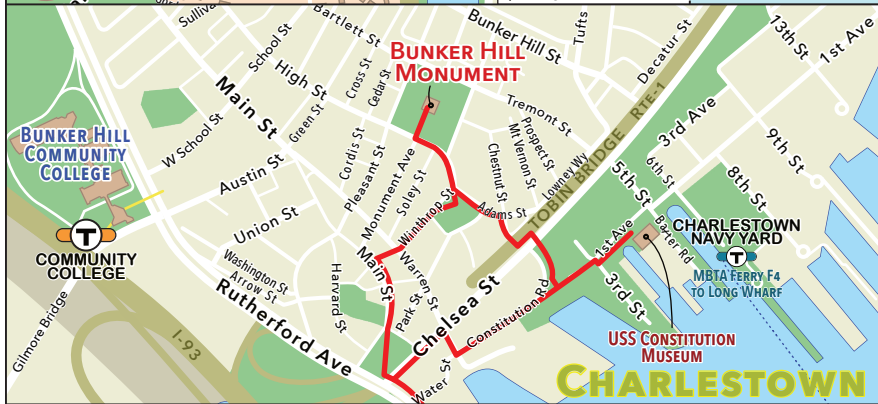 Bartlett St
Bunker Hill St
Tufts
Decatur St
13th St
1st Ave
School St
High St
Main St
Cross St
Cedar St
BUNKER HILL
MONUMENT
Tremont St
TOBIN BRIDGE RTE-1
3rd Ave
9th St
BUNKER HILL
COMMUNITY
COLLEGE
W School St
Green St
Cordis St
Pleasant St
Monument Ave
Soley St
Winthrop St
Chestnut St
Mt Vernon St
Prospect St
Lowney Wy
Adams St
5th St
6th St
8th St
Austin St
Union St
T
COMMUNITY
COLLEGE
Washington St
Arrow St
Harvard St
Main St
Warren St
Park St
Chelsea St
Constitution Rd
1st Ave
Baxter Rd
3rd St
CHARLESTOWN
NAVY YARD
T
MBTA FERRY F4
TO LONG WHARF
Rutherford Ave
Gilmore Bridge
I-93
Water St
USS CONSTITUTION
MUSEUM
CHARLESTOWN